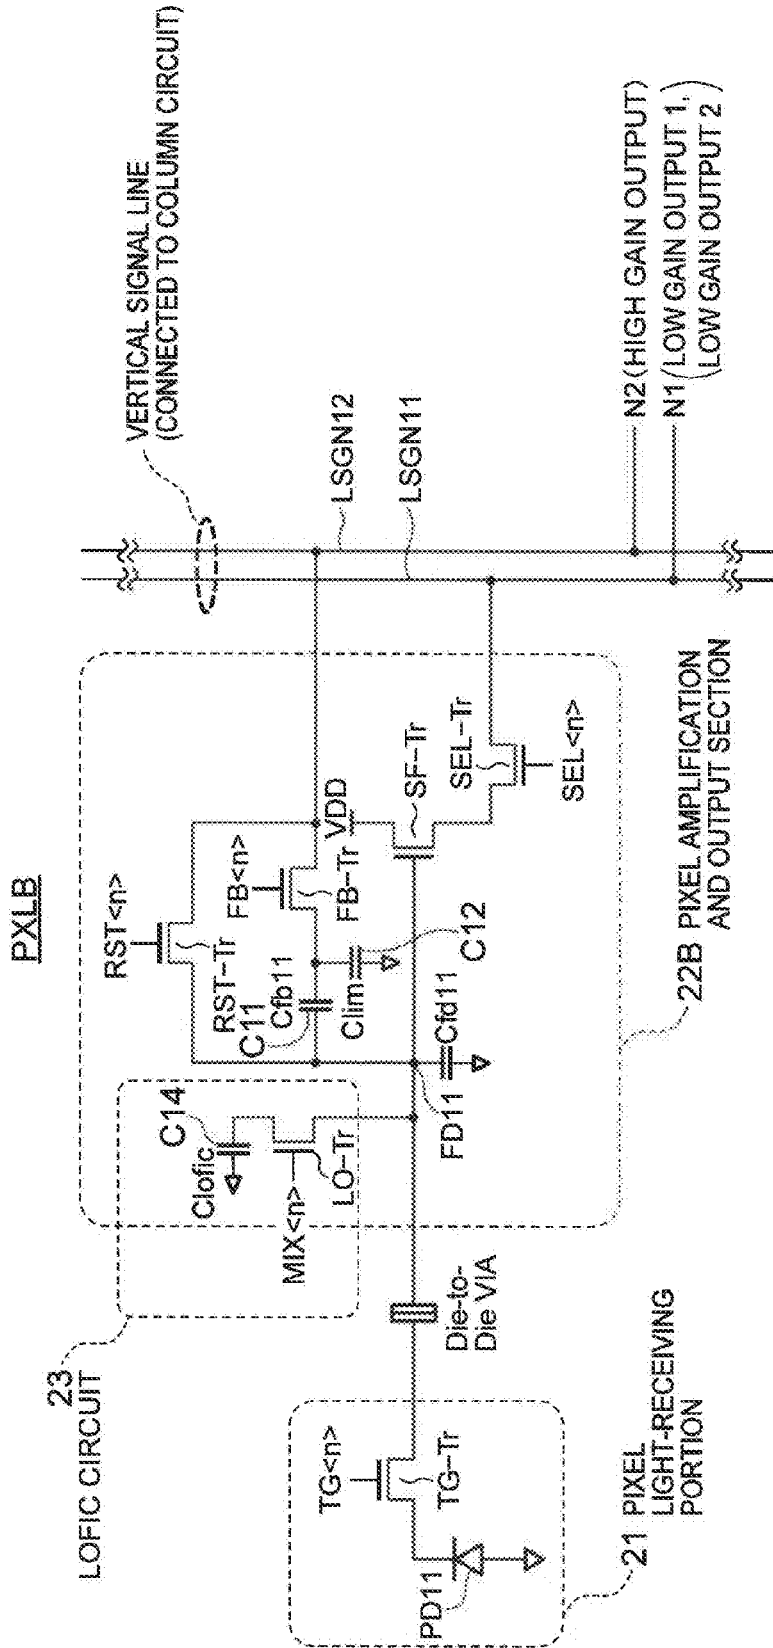 PXLB
23
LOFIC CIRCUIT
C14
Clofic
MIX<n>
LO-Tr
RST<n>
RST-Tr
C11
Cfb11
FB<n>
FB-Tr
Clim
C12
VDD
SF-Tr
SEL-Tr
SEL<n>
FD11
Cfd11
VERTICAL SIGNAL LINE
(CONNECTED TO COLUMN CIRCUIT)
LSGN12
LSGN11
N2 (HIGH GAIN OUTPUT)
N1 (LOW GAIN OUTPUT 1,
LOW GAIN OUTPUT 2)
TG<n>
TG-Tr
PD11
Die-to-
Die VIA
21 PIXEL
LIGHT-RECEIVING
PORTION
22B PIXEL AMPLIFICATION
AND OUTPUT SECTION